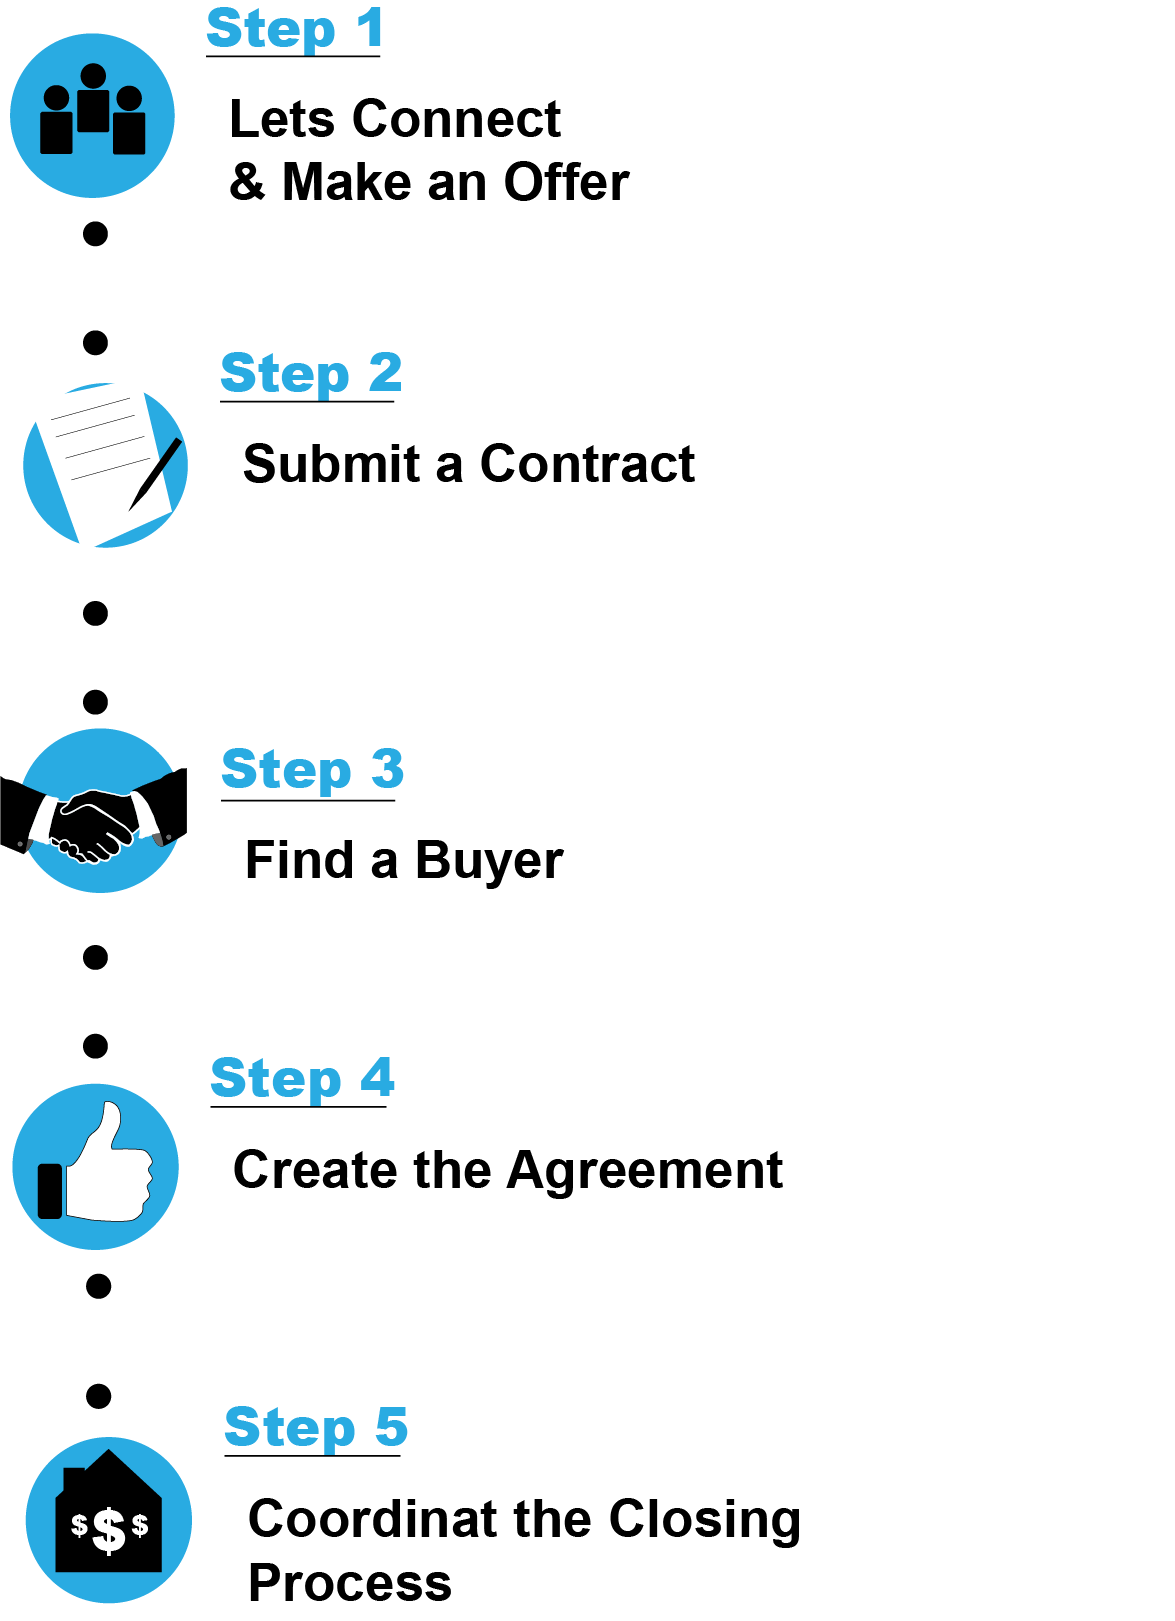 Step 1
Lets Connect
& Make an Offer
Step 2
Submit a Contract
Step 3
Find a Buyer
Step 4
Create the Agreement
Step 5
$ $ $
Coordinat the Closing
Process